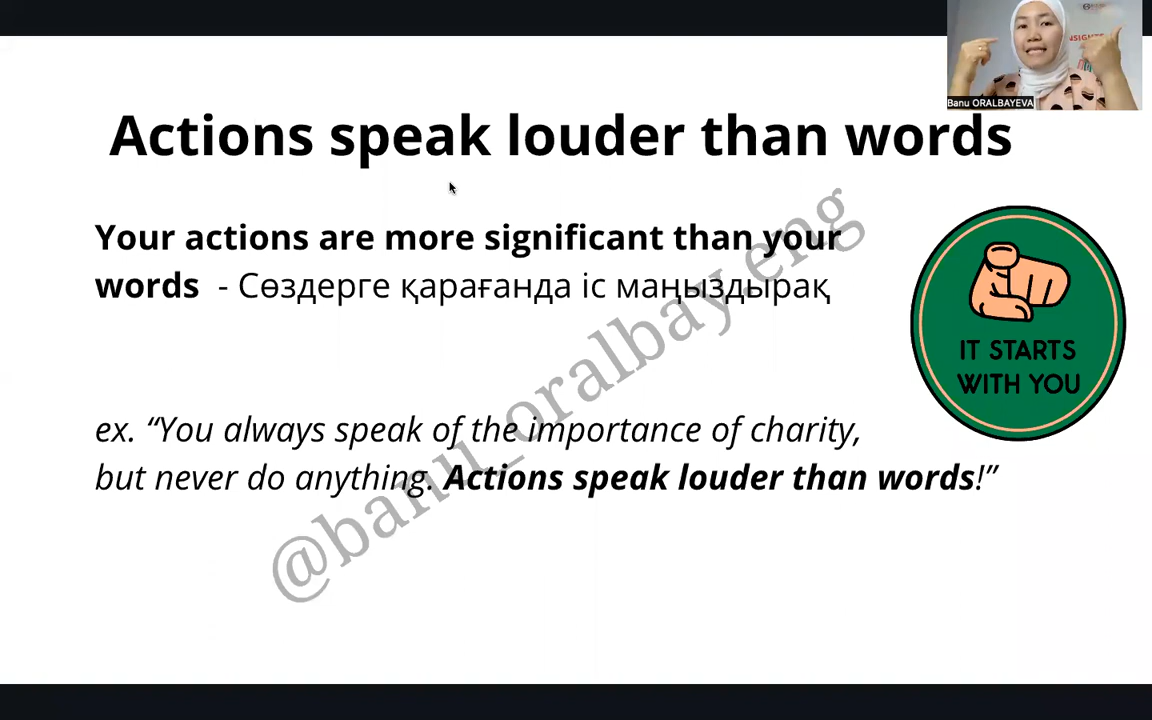 NSIGHT
Banu ORALBAYEVA
Actions speak louder than words
Your actions are more significant than your
words - Сөздерге қарағанда іс маңыздырақ
IT STARTS
WITH YOU
ex. “You always speak of the importance of charity,
but never do anything. Actions speak louder than words!”
@banu_oralbay.eng